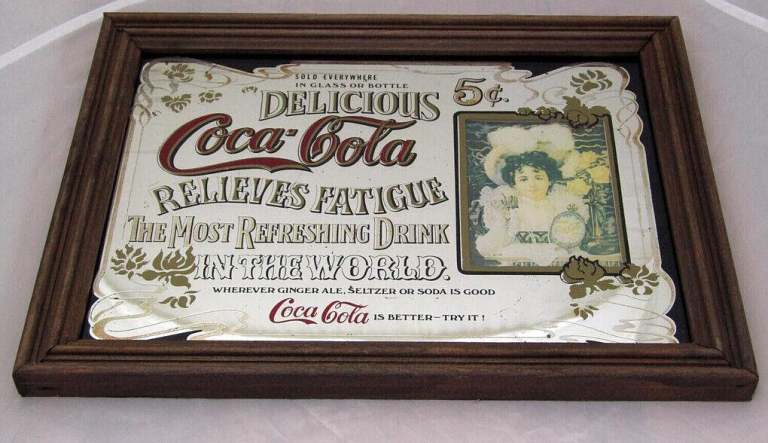 SOLD EVERYWHERE
IN GLASS OR BOTTLE
DELICIOUS
5¢.
Coca-Cola
RELIEVES FATIGUE
THE MOST REFRESHING DRINK
IN THE WORLD.
WHEREVER GINGER ALE, SELTZER OR SODA IS GOOD
Coca Cola IS BETTER–TRY IT!